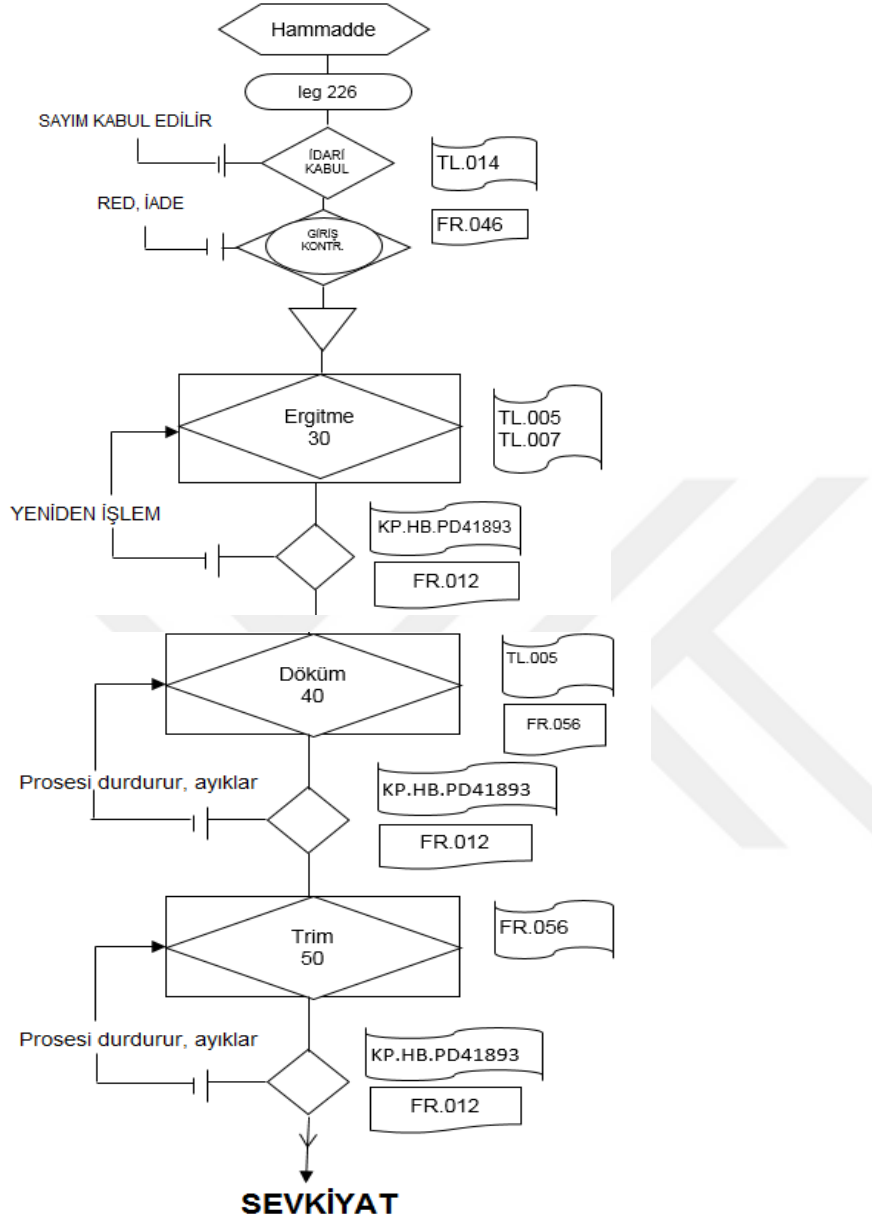 Hammadde
leg 226
SAYIM KABUL EDİLİR
İDARİ
KABUL
TL.014
RED, İADE
GİRİŞ
KONTR.
FR.046
Ergitme
30
TL.005
TL.007
YENİDEN İŞLEM
KP.HB.PD41893
FR.012
Döküm
40
TL.005
FR.056
Prosesi durdurur, ayıklar
KP.HB.PD41893
FR.012
Trim
50
FR.056
Prosesi durdurur, ayıklar
KP.HB.PD41893
FR.012
SEVKİYAT